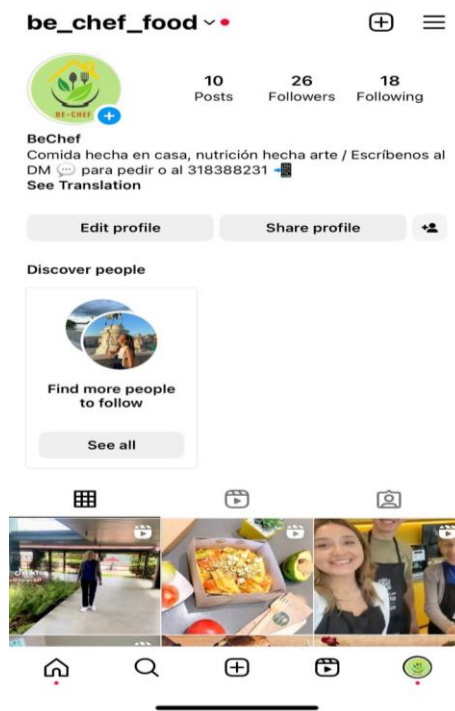 be_chef_food
BE-CHEF
10 26 18
Posts Followers Following
BeChef
Comida hecha en casa, nutrición hecha arte / Escríbenos al
DM 💬 para pedir o al 318388231 📲
See Translation
Edit profile Share profile
Discover people
Find more people
to follow
See all
TikTok